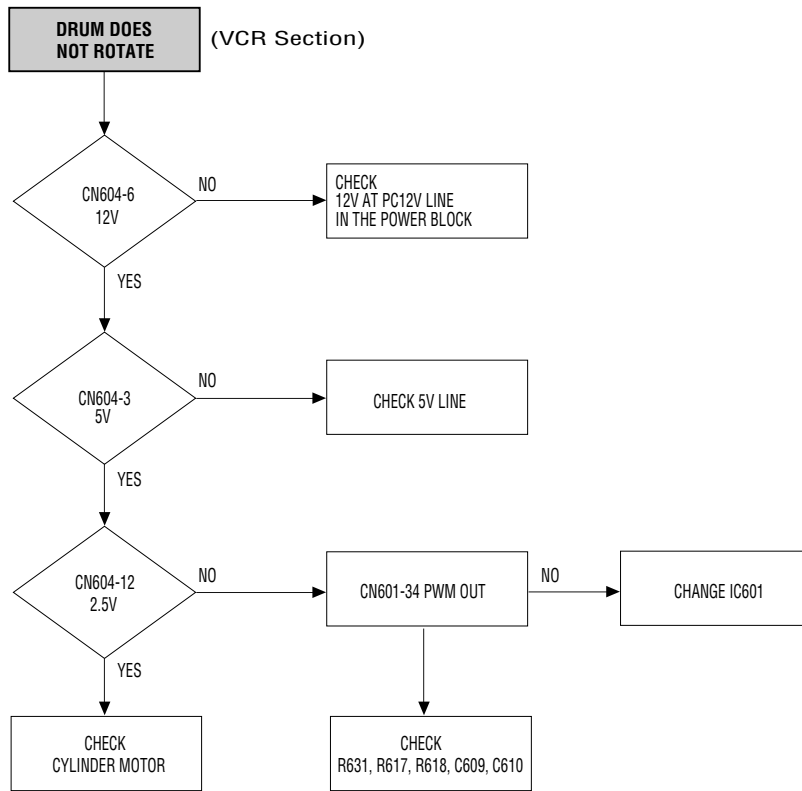 DRUM DOES
NOT ROTATE
(VCR Section)
CN604-6
12V
NO
CHECK
12V AT PC12V LINE
IN THE POWER BLOCK
YES
CN604-3
5V
NO
CHECK 5V LINE
YES
CN604-12
2.5V
NO
CN601-34 PWM OUT
NO
CHANGE IC601
YES
CHECK
CYLINDER MOTOR
CHECK
R631, R617, R618, C609, C610